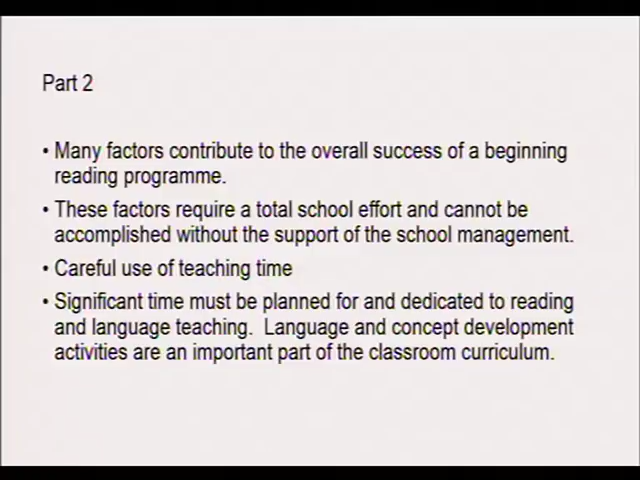 Part 2
• Many factors contribute to the overall success of a beginning
reading programme.
• These factors require a total school effort and cannot be
accomplished without the support of the school management.
• Careful use of teaching time
• Significant time must be planned for and dedicated to reading
and language teaching.  Language and concept development
activities are an important part of the classroom curriculum.